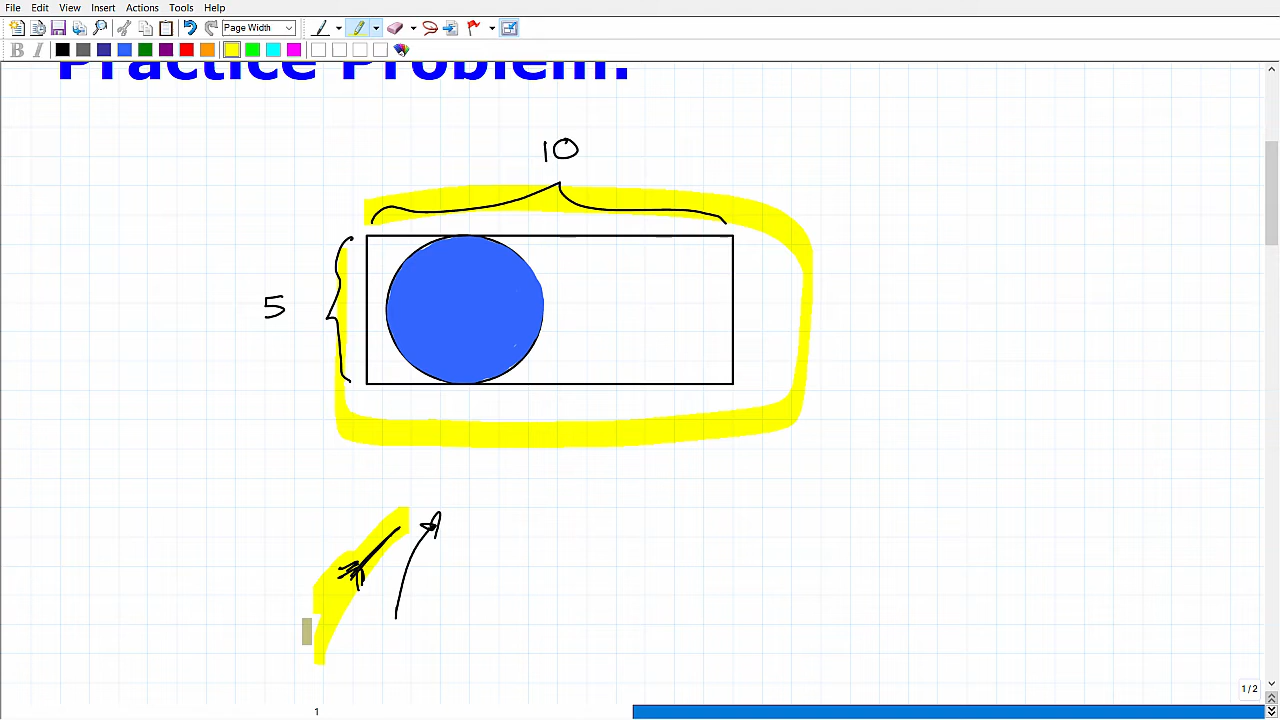 File Edit View Insert Actions Tools Help
Page Width
B I
Practice Problem:
10
5
1/2
1